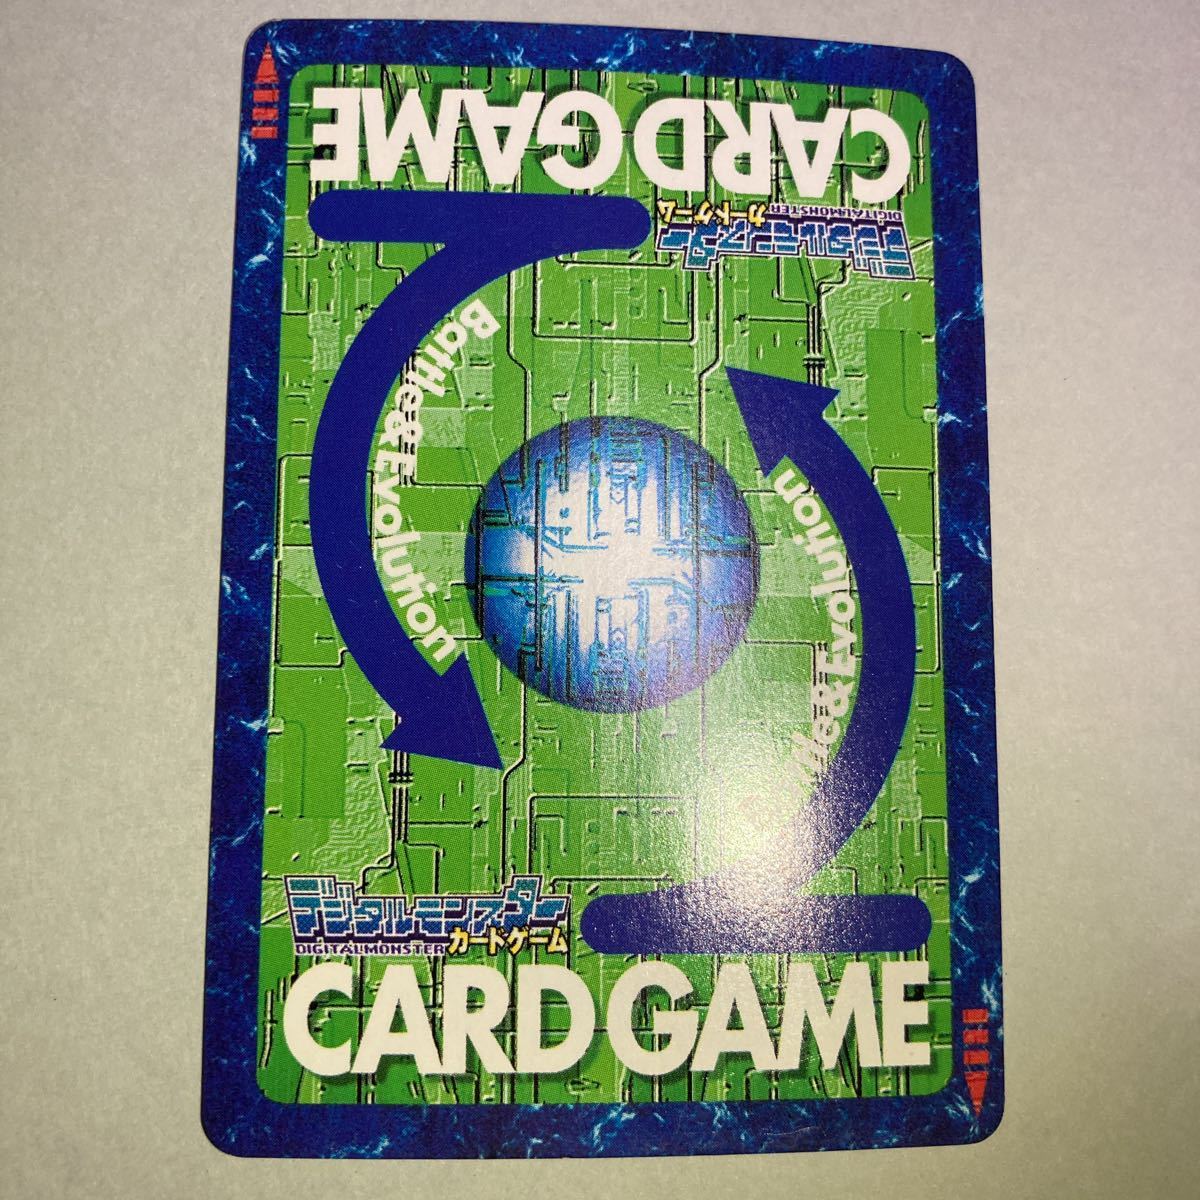 CARD GAME
デジタルモンスター
DIGITALMONSTER カードゲーム
Battle&Evolution
&Evolution
デジタルモンスター
DIGITALMONSTER カードゲーム
CARD GAME